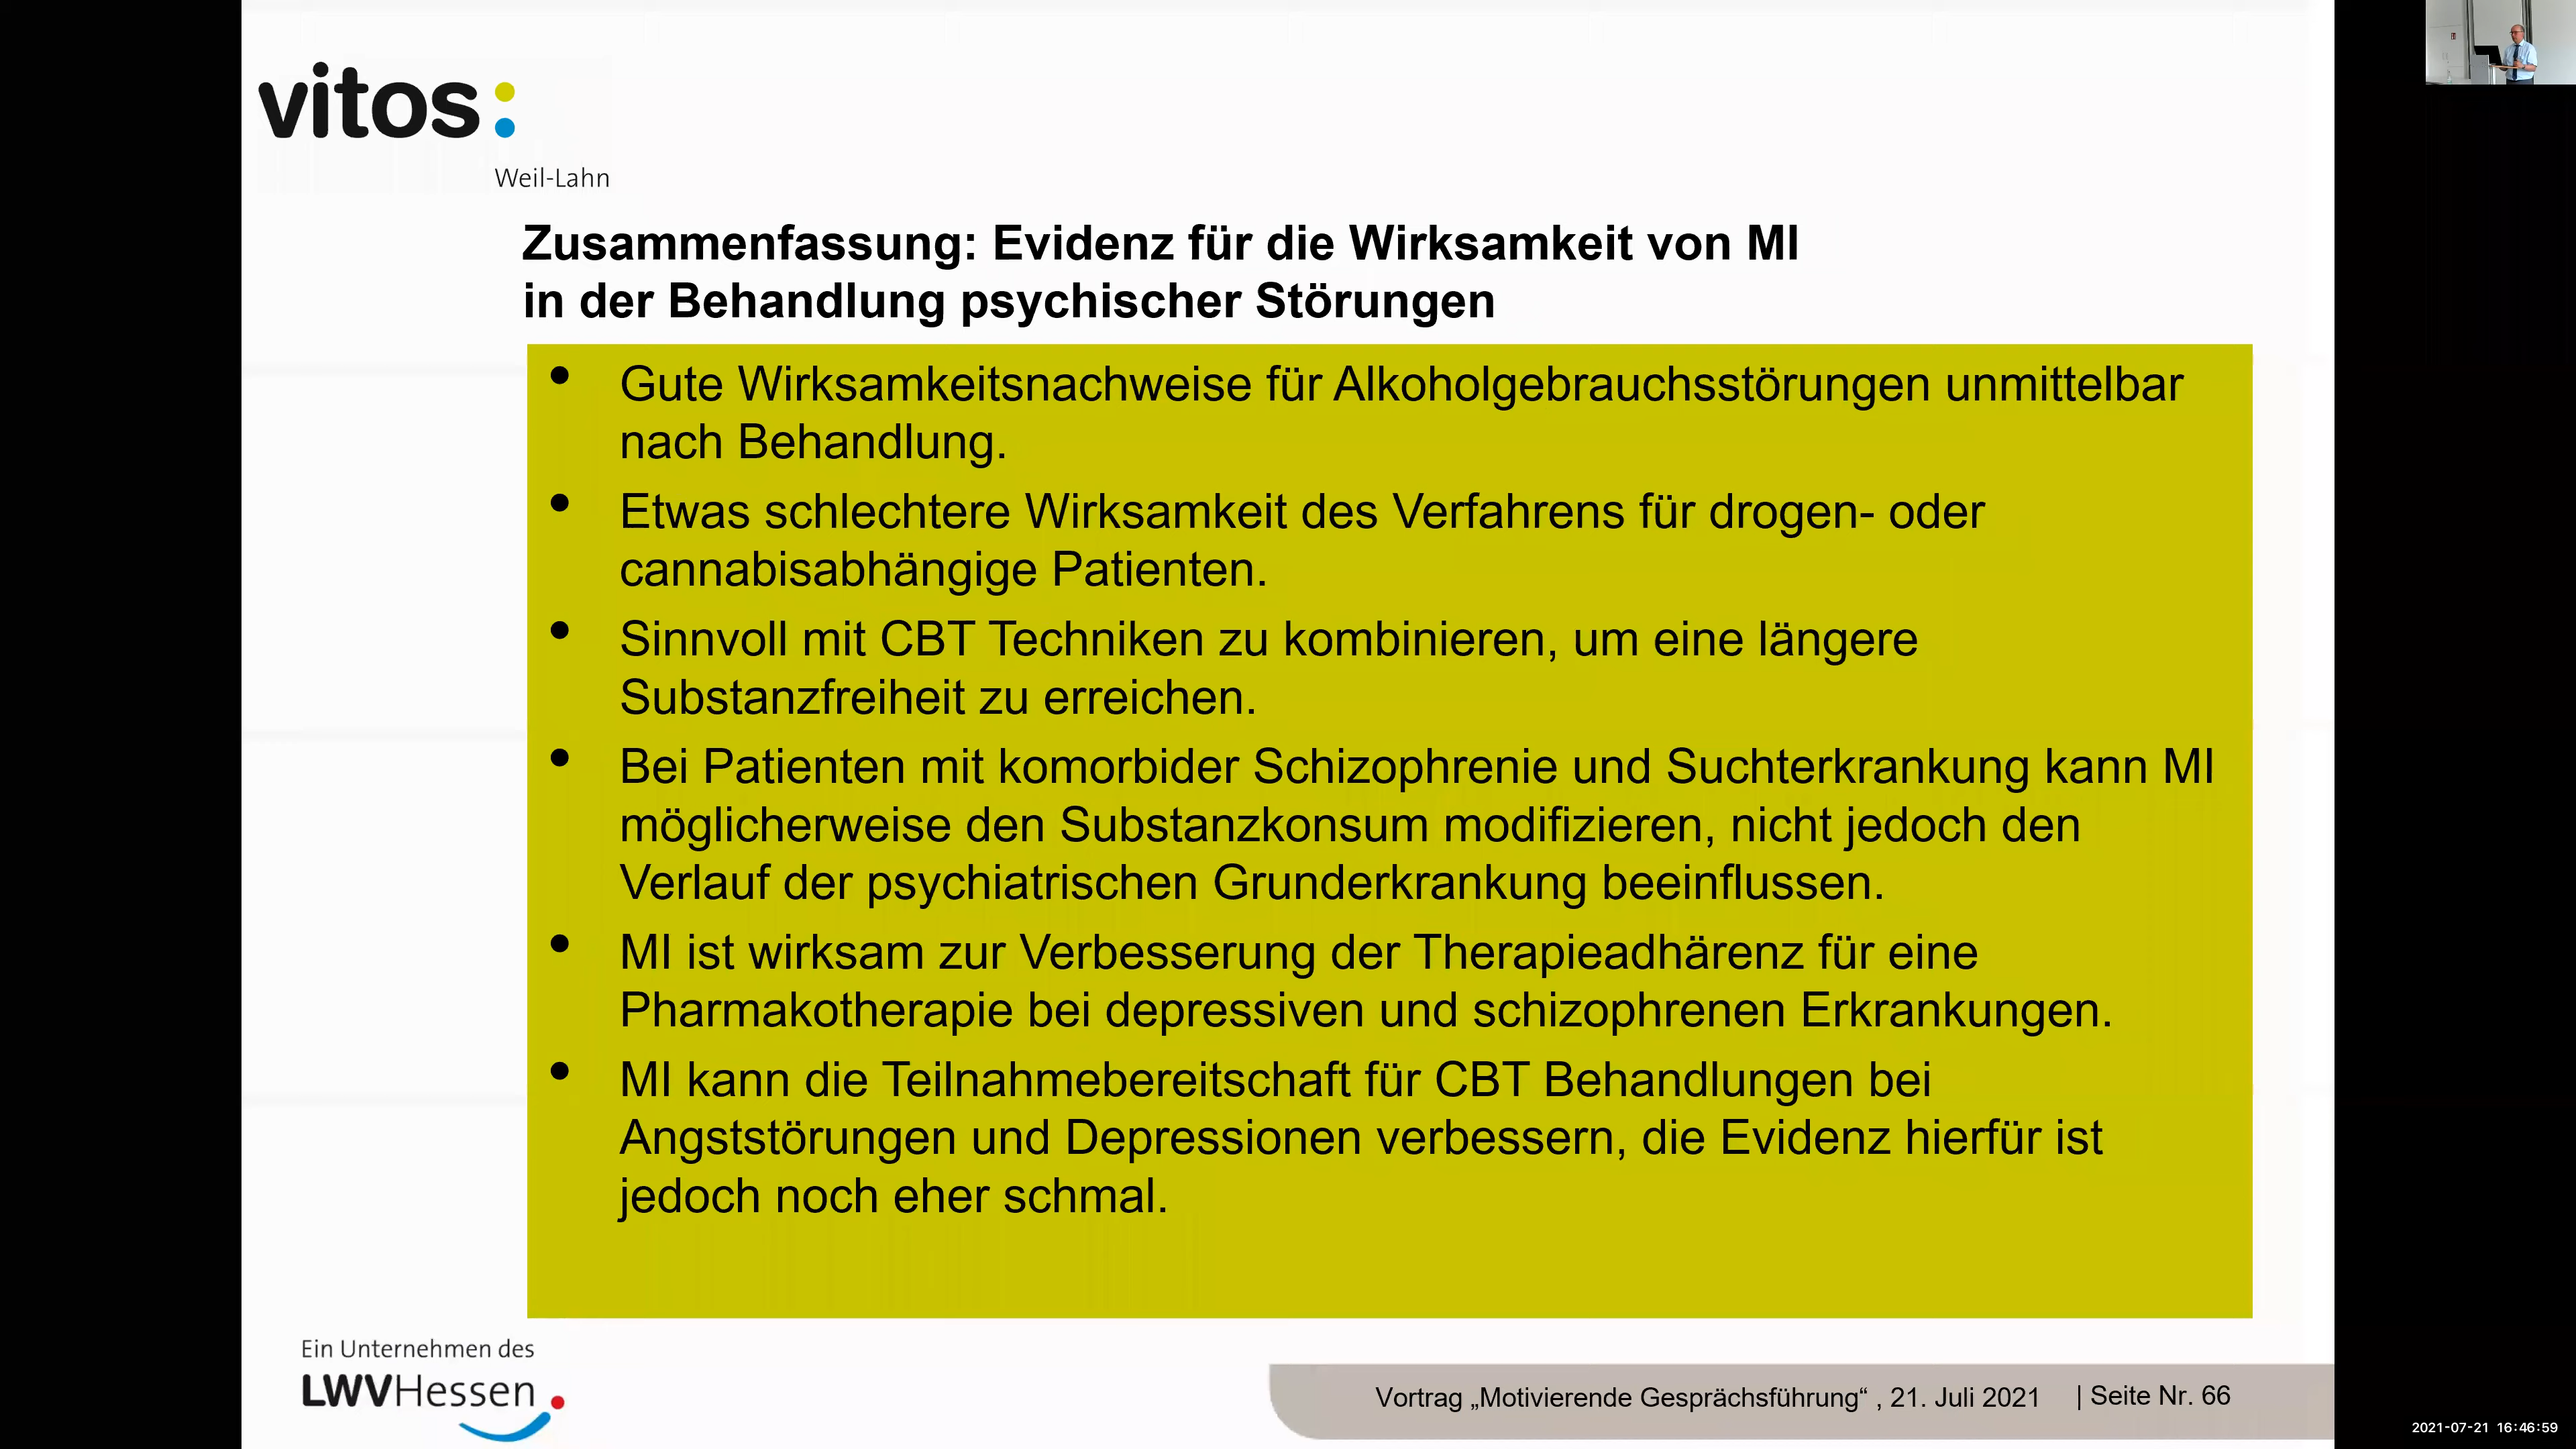 vitos:
Weil-Lahn
Zusammenfassung: Evidenz für die Wirksamkeit von MI
in der Behandlung psychischer Störungen
• Gute Wirksamkeitsnachweise für Alkoholgebrauchsstörungen unmittelbar
nach Behandlung.
• Etwas schlechtere Wirksamkeit des Verfahrens für drogen- oder
cannabisabhängige Patienten.
• Sinnvoll mit CBT Techniken zu kombinieren, um eine längere
Substanzfreiheit zu erreichen.
• Bei Patienten mit komorbider Schizophrenie und Suchterkrankung kann MI
möglicherweise den Substanzkonsum modifizieren, nicht jedoch den
Verlauf der psychiatrischen Grunderkrankung beeinflussen.
• MI ist wirksam zur Verbesserung der Therapieadhärenz für eine
Pharmakotherapie bei depressiven und schizophrenen Erkrankungen.
• MI kann die Teilnahmebereitschaft für CBT Behandlungen bei
Angststörungen und Depressionen verbessern, die Evidenz hierfür ist
jedoch noch eher schmal.
Ein Unternehmen des
LWVHessen
Vortrag „Motivierende Gesprächsführung“ , 21. Juli 2021 | Seite Nr. 66
2021-07-21 16:46:59